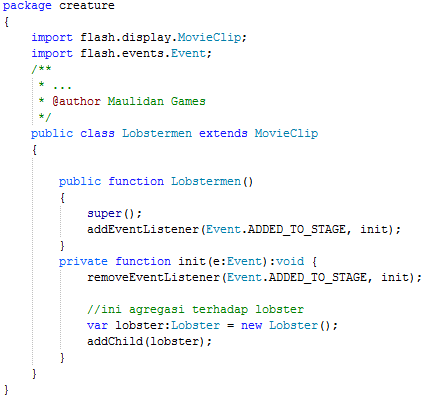 package creature
{
    import flash.display.MovieClip;
    import flash.events.Event;
    /**
     * ...
     * @author Maulidan Games
     */
    public class Lobstermen extends MovieClip
    {

        public function Lobstermen()
        {
            super();
            addEventListener(Event.ADDED_TO_STAGE, init);
        }
        private function init(e:Event):void {
            removeEventListener(Event.ADDED_TO_STAGE, init);

            //ini agregasi terhadap lobster
            var lobster:Lobster = new Lobster();
            addChild(lobster);
        }
    }
}